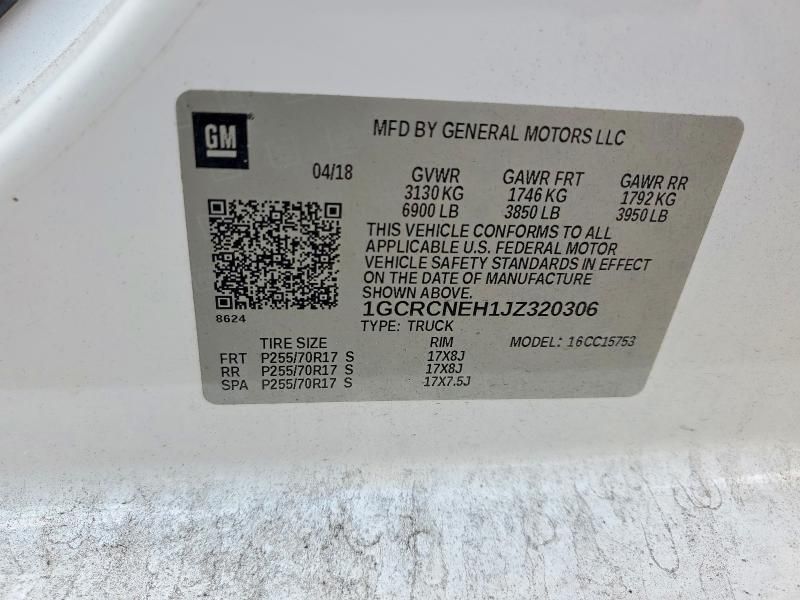 GM
MFD BY GENERAL MOTORS LLC
04/18 GVWR GAWR FRT GAWR RR
3130 KG 1746 KG 1792 KG
6900 LB 3850 LB 3950 LB
THIS VEHICLE CONFORMS TO ALL
APPLICABLE U.S. FEDERAL MOTOR
VEHICLE SAFETY STANDARDS IN EFFECT
ON THE DATE OF MANUFACTURE
SHOWN ABOVE.
8624
1GCRCNEH1JZ320306
TYPE: TRUCK MODEL: 16CC15753
TIRE SIZE RIM
FRT P255/70R17 S 17X8J
RR P255/70R17 S 17X8J
SPA P255/70R17 S 17X7.5J